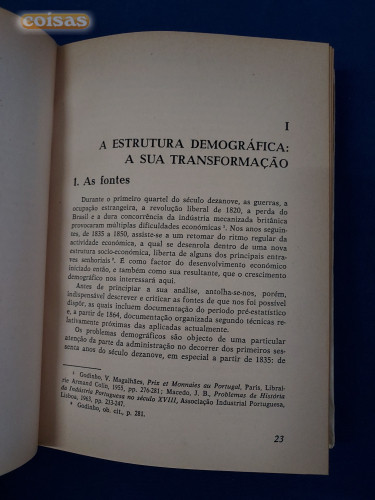 coisas
I
A ESTRUTURA DEMOGRÁFICA:
A SUA TRANSFORMAÇÃO
1. As fontes
Durante o primeiro quartel do século dezanove, as guerras, a
ocupação estrangeira, a revolução liberal de 1820, a perda do
Brasil e a dura concorrência da indústria mecanizada britânica
provocaram múltiplas dificuldades económicas. Nos anos seguin-
tes, de 1835 a 1850, assiste-se a um retomar do ritmo regular da
actividade económica, a qual se desenrola dentro de uma nova
estrutura socio-económica, liberta de alguns dos principais entra-
ves senhoriais. E como factor do desenvolvimento económico
iniciado então, e também como sua resultante, que o crescimento
demográfico nos interessará aqui.
Antes de principiar a sua análise, antolha-se-nos, porém,
indispensável descrever e criticar as fontes de que nos foi possível
dispôr, as quais incluem documentação do período pré-estatístico
e, a partir de 1864, documentação organizada segundo técnicas re-
lativamente próximas das aplicadas actualmente.
Os problemas demográficos são objecto de uma particular
atenção da parte da administração no decorrer dos primeiros ses-
senta anos do século dezanove, em especial a partir de 1835: de
Godinho, V. Magalhães, Prix et Monnaies au Portugal, Paris, Librai-
rie Armand Colin, 1955, pp. 276-281; Macedo, J. B., Problemas de História
da Indústria Portuguesa no século XVIII, Associação Industrial Portuguesa,
Lisboa, 1963, pp. 233-247.
Godinho, ob. cit., p. 281.
23